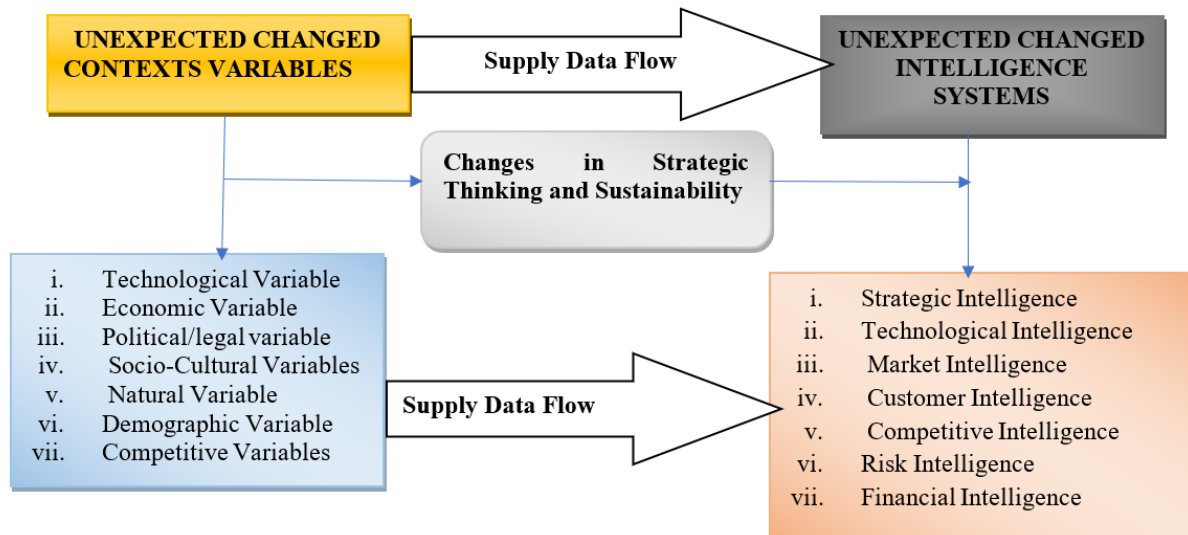 UNEXPECTED CHANGED
CONTEXTS VARIABLES
Supply Data Flow
UNEXPECTED CHANGED
INTELLIGENCE
SYSTEMS
Changes in Strategic
Thinking and Sustainability
i. Technological Variable
ii. Economic Variable
iii. Political/legal variable
iv. Socio-Cultural Variables
v. Natural Variable
vi. Demographic Variable
vii. Competitive Variables
Supply Data Flow
i. Strategic Intelligence
ii. Technological Intelligence
iii. Market Intelligence
iv. Customer Intelligence
v. Competitive Intelligence
vi. Risk Intelligence
vii. Financial Intelligence